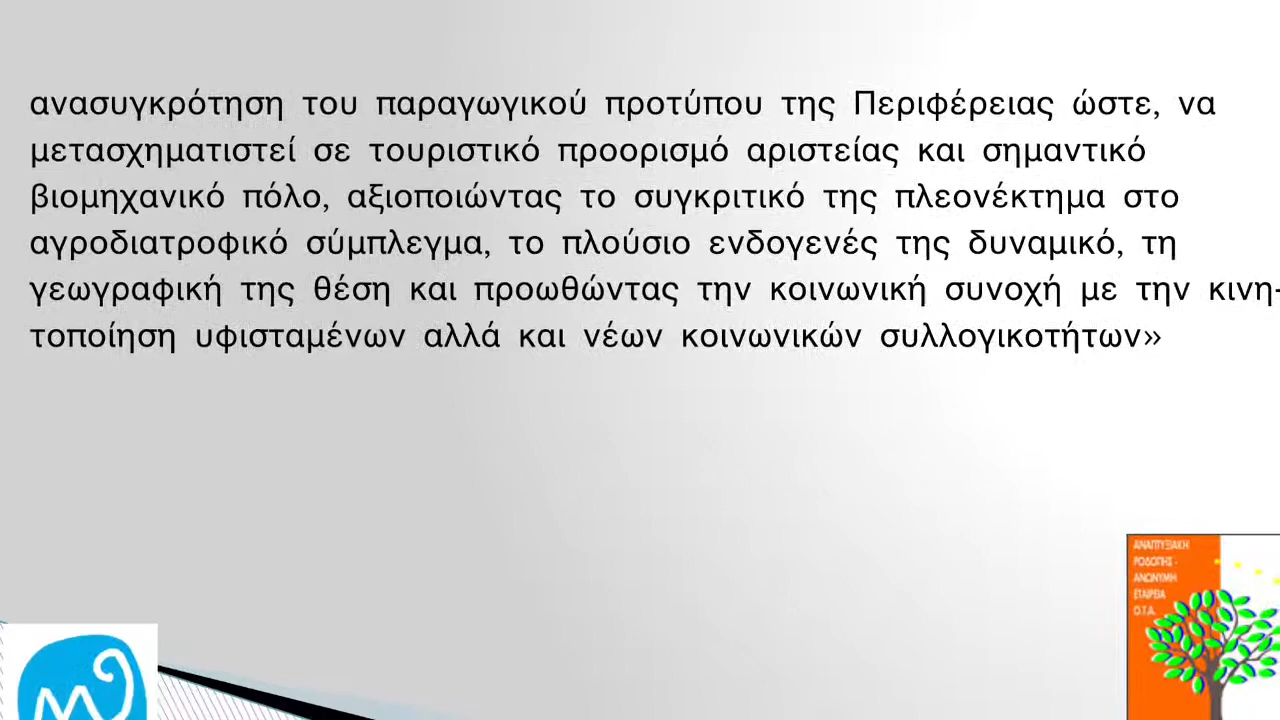 ανασυγκρότηση του παραγωγικού προτύπου της Περιφέρειας ώστε, να
μετασχηματιστεί σε τουριστικό προορισμό αριστείας και σημαντικό
βιομηχανικό πόλο, αξιοποιώντας το συγκριτικό της πλεονέκτημα στο
αγροδιατροφικό σύμπλεγμα, το πλούσιο ενδογενές της δυναμικό, τη
γεωγραφική της θέση και προωθώντας την κοινωνική συνοχή με την κινη-
τοποίηση υφισταμένων αλλά και νέων κοινωνικών συλλογικοτήτων»
ΑΝΑΠΤΥΞΙΑΚΗ
ΡΟΔΟΠΗΣ -
ΑΝΩΝΥΜΗ
ΕΤΑΙΡΕΙΑ
Ο.Τ.Α.